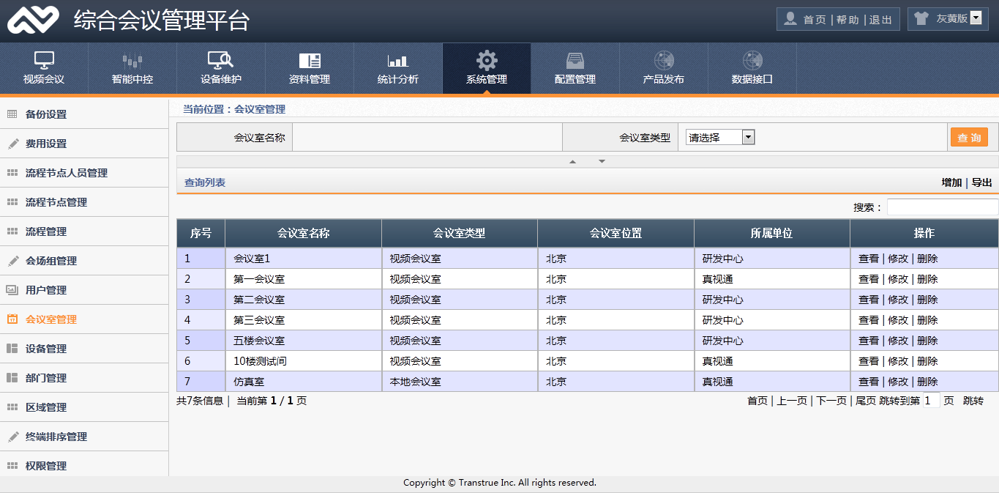 综合会议管理平台
首页 | 帮助 | 退出
灰黄版
视频会议 智能中控 设备维护 资料管理 统计分析 系统管理 配置管理 产品发布 数据接口
备份设置
费用设置
流程节点人员管理
流程节点管理
流程管理
会场组管理
用户管理
会议室管理
设备管理
部门管理
区域管理
终端排序管理
权限管理
当前位置：会议室管理
会议室名称 会议室类型 请选择 查 询
查询列表 增加 | 导出
搜索：
序号 会议室名称 会议室类型 会议室位置 所属单位 操作
1 会议室1 视频会议室 北京 研发中心 查看 | 修改 | 删除
2 第一会议室 视频会议室 北京 真视通 查看 | 修改 | 删除
3 第二会议室 视频会议室 北京 研发中心 查看 | 修改 | 删除
4 第三会议室 视频会议室 北京 研发中心 查看 | 修改 | 删除
5 五楼会议室 视频会议室 北京 研发中心 查看 | 修改 | 删除
6 10楼测试间 视频会议室 北京 真视通 查看 | 修改 | 删除
7 仿真室 本地会议室 北京 真视通 查看 | 修改 | 删除
共7条信息 | 当前第 1 / 1 页 首页 | 上一页 | 下一页 | 尾页 跳转到第 1 页 跳转
Copyright © Transtrue Inc. All rights reserved.